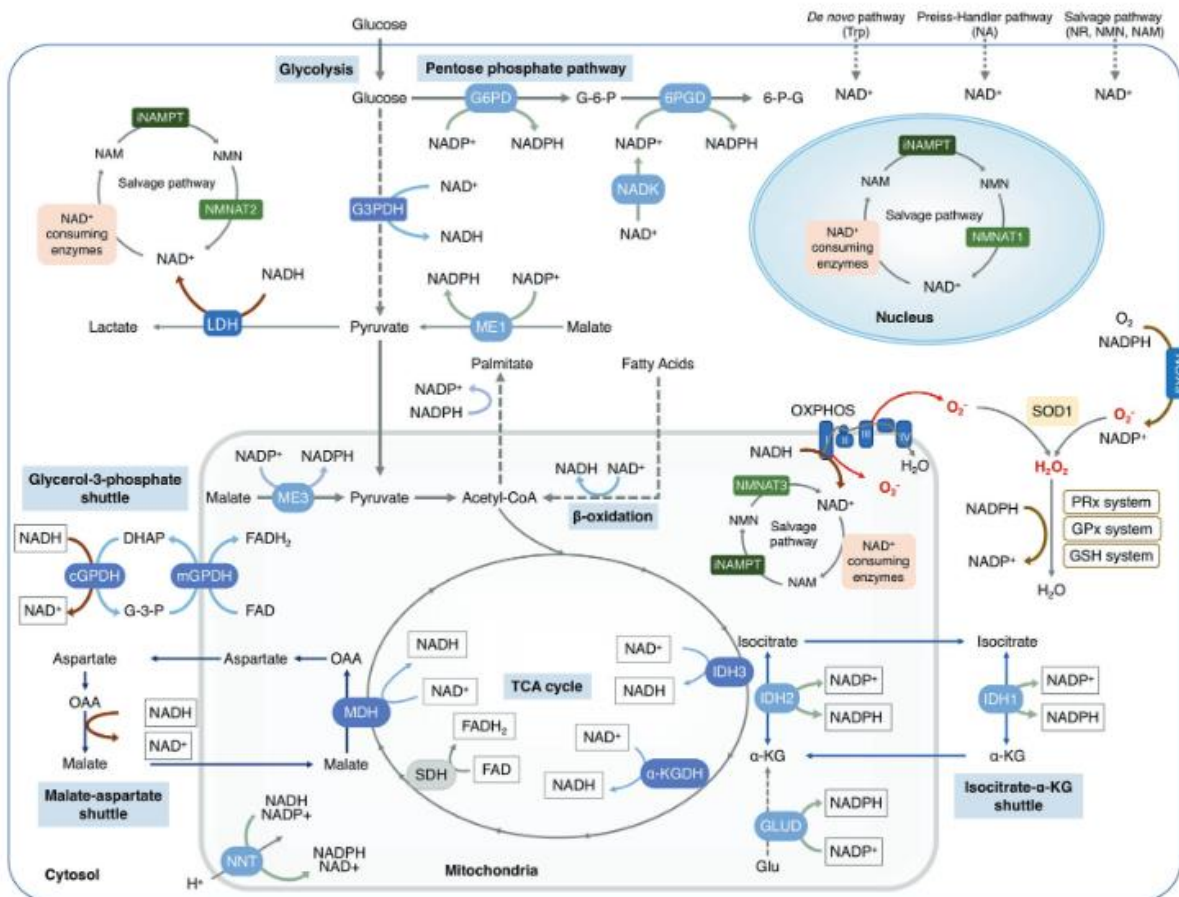 Glucose
De novo pathway
(Trp)
Preiss-Handler pathway
(NA)
Salvage pathway
(NR, NMN, NAM)
Glycolysis
Pentose phosphate pathway
Glucose
G6PD
G-6-P
6PGD
6-P-G
NAD⁺
NAD⁺
NAD⁺
NADP⁺
NADPH
NADP⁺
NADPH
NADK
NAD⁺
iNAMPT
NAM
NMN
Salvage pathway
NMNAT2
NAD⁺
consuming
enzymes
NAD⁺
NADH
LDH
Lactate
G3PDH
NAD⁺
NADH
Pyruvate
NADPH
NADP⁺
ME1
Malate
iNAMPT
NAM
NMN
Salvage pathway
NMNAT1
NAD⁺
consuming
enzymes
NAD⁺
Nucleus
O₂
NADPH
O₂⁻
NADP⁺
Palmitate
NADP⁺
NADPH
Fatty Acids
OXPHOS
I
II
III
IV
H₂O
NADH
O₂⁻
O₂⁻
SOD1
H₂O₂
NADPH
NADP⁺
H₂O
PRx system
GPx system
GSH system
NADP⁺
NADPH
Malate
ME3
Pyruvate
Acetyl-CoA
NADH
NAD⁺
β-oxidation
NMNAT3
NAD⁺
NMN
Salvage
pathway
iNAMPT
NAM
NAD⁺
consuming
enzymes
Glycerol-3-phosphate
shuttle
NADH
DHAP
FADH₂
cGPDH
mGPDH
NAD⁺
G-3-P
FAD
Aspartate
Aspartate
OAA
OAA
NADH
NAD⁺
Malate
Malate
MDH
NADH
NAD⁺
Malate-aspartate
shuttle
TCA cycle
FADH₂
SDH
FAD
NAD⁺
NADH
IDH3
NAD⁺
NADH
α-KGDH
Isocitrate
Isocitrate
IDH2
NADP⁺
NADPH
IDH1
NADP⁺
NADPH
α-KG
α-KG
Isocitrate-α-KG
shuttle
GLUD
NADPH
NADP⁺
Glu
NADH
NADP+
NNT
NADPH
NAD+
H⁺
Cytosol
Mitochondria